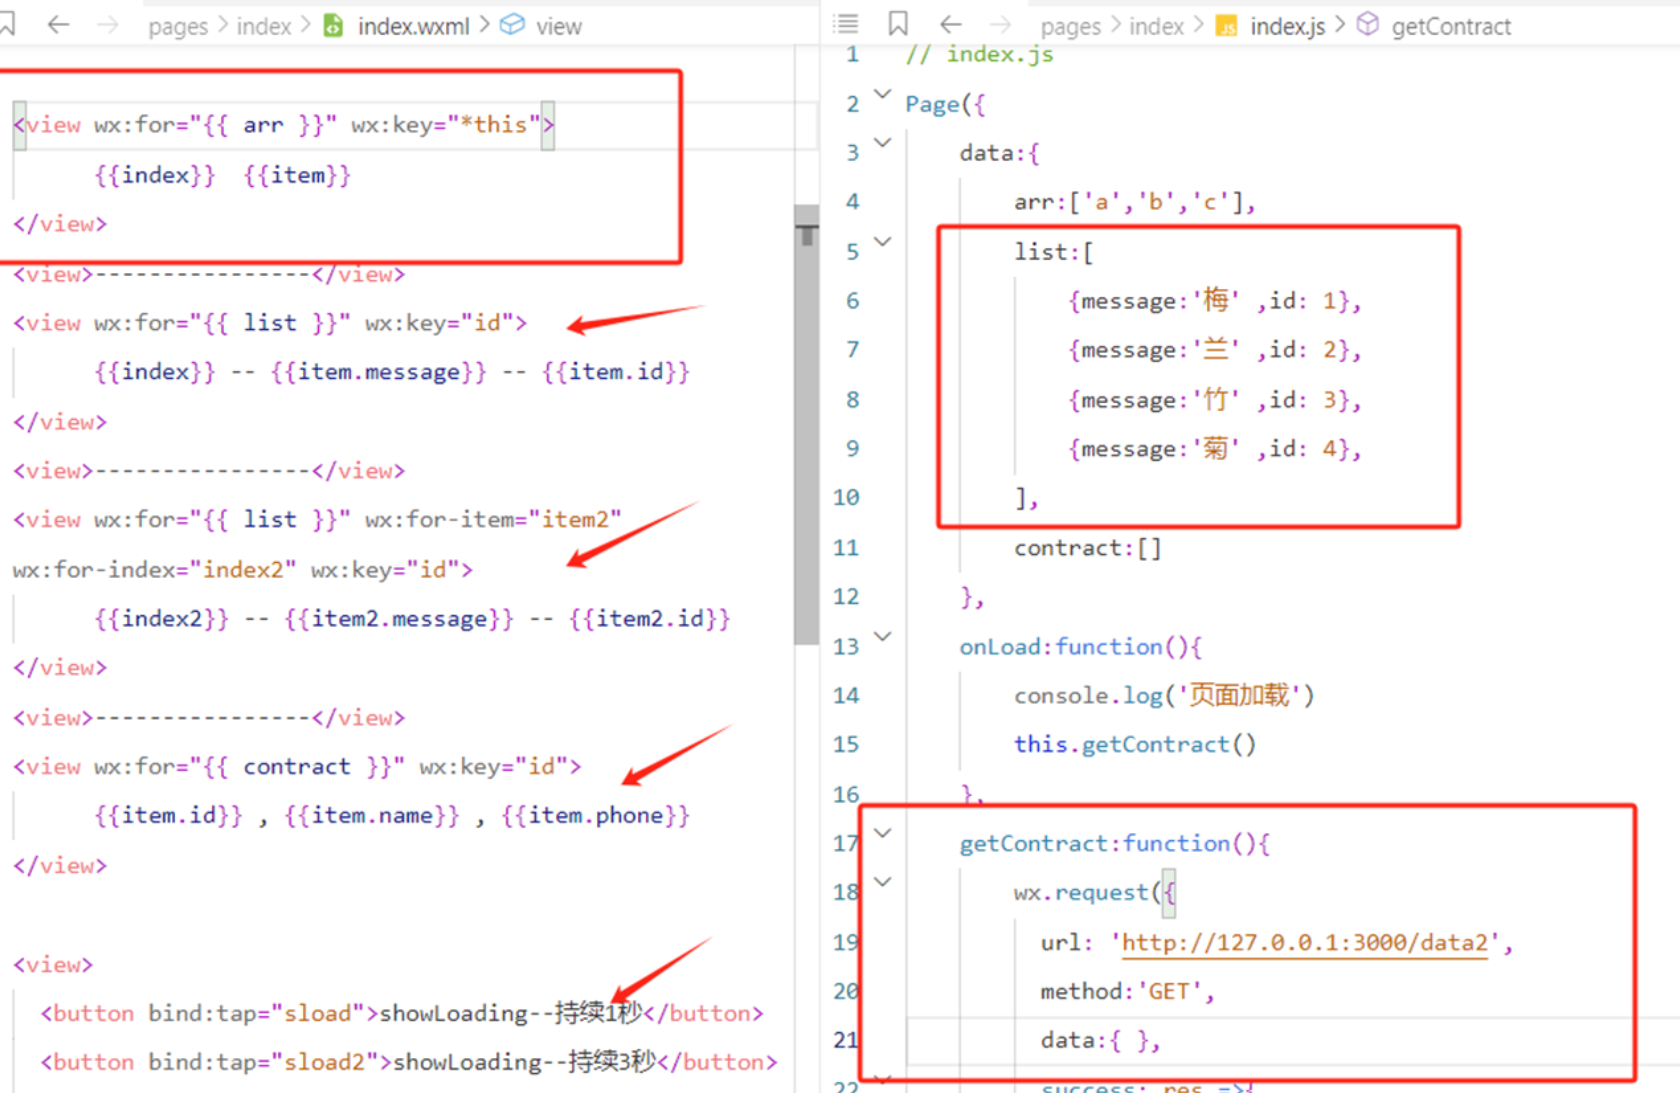 pages > index > index.wxml > view
<view wx:for="{{ arr }}" wx:key="*this">
{{index}}  {{item}}
</view>
<view>----------------</view>
<view wx:for="{{ list }}" wx:key="id">
{{index}} -- {{item.message}} -- {{item.id}}
</view>
<view>----------------</view>
<view wx:for="{{ list }}" wx:for-item="item2"
wx:for-index="index2" wx:key="id">
{{index2}} -- {{item2.message}} -- {{item2.id}}
</view>
<view>----------------</view>
<view wx:for="{{ contract }}" wx:key="id">
{{item.id}} , {{item.name}} , {{item.phone}}
</view>
<view>
<button bind:tap="sload">showLoading--持续1秒</button>
<button bind:tap="sload2">showLoading--持续3秒</button>
pages > index > JS index.js > getContract
1 // index.js
2 Page({
3 data:{
4 arr:['a','b','c'],
5 list:[
6 {message:'梅' ,id: 1},
7 {message:'兰' ,id: 2},
8 {message:'竹' ,id: 3},
9 {message:'菊' ,id: 4},
10 ],
11 contract:[]
12 },
13 onLoad:function(){
14 console.log('页面加载')
15 this.getContract()
16 },
17 getContract:function(){
18 wx.request({
19 url: 'http://127.0.0.1:3000/data2',
20 method:'GET',
21 data:{ },
22 success: res =>{